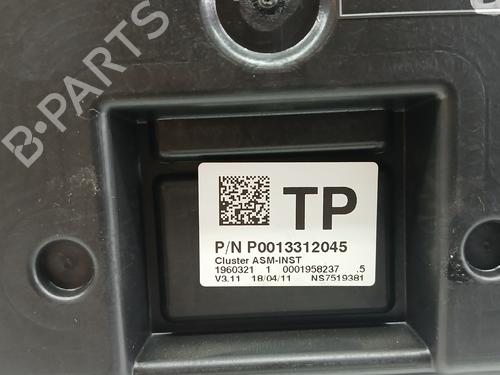 B-PARTS
TP
P/N P0013312045
Cluster ASM-INST
1960321 1 0001958237 .5
V3.11 18/04/11 NS7519381